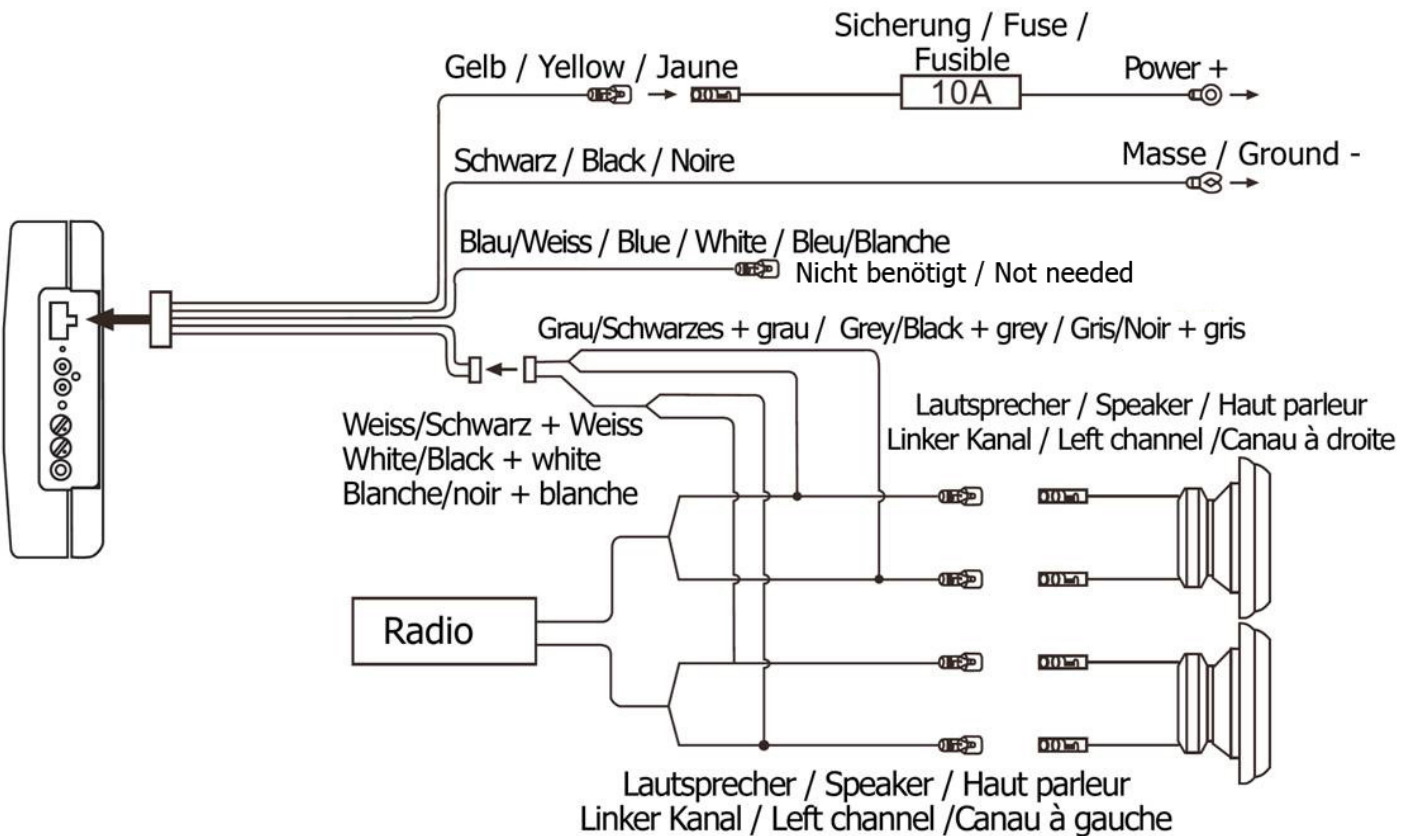 Sicherung / Fuse /
Fusible
10A
Gelb / Yellow / Jaune
Power +
Schwarz / Black / Noire
Masse / Ground -
Blau/Weiss / Blue / White / Bleu/Blanche
Nicht benötigt / Not needed
Grau/Schwarzes + grau / Grey/Black + grey / Gris/Noir + gris
Weiss/Schwarz + Weiss
White/Black + white
Blanche/noir + blanche
Lautsprecher / Speaker / Haut parleur
Linker Kanal / Left channel /Canau à droite
Radio
Lautsprecher / Speaker / Haut parleur
Linker Kanal / Left channel /Canau à gauche